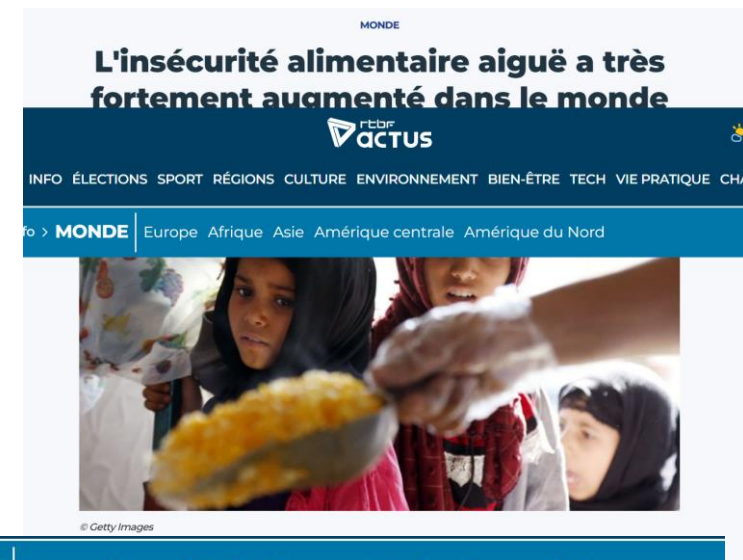 MONDE
L'insécurité alimentaire aiguë a très
fortement augmenté dans le monde
rtbf
actus
INFO ÉLECTIONS SPORT RÉGIONS CULTURE ENVIRONNEMENT BIEN-ÊTRE TECH VIE PRATIQUE
> MONDE Europe Afrique Asie Amérique centrale Amérique du Nord
© Getty Images